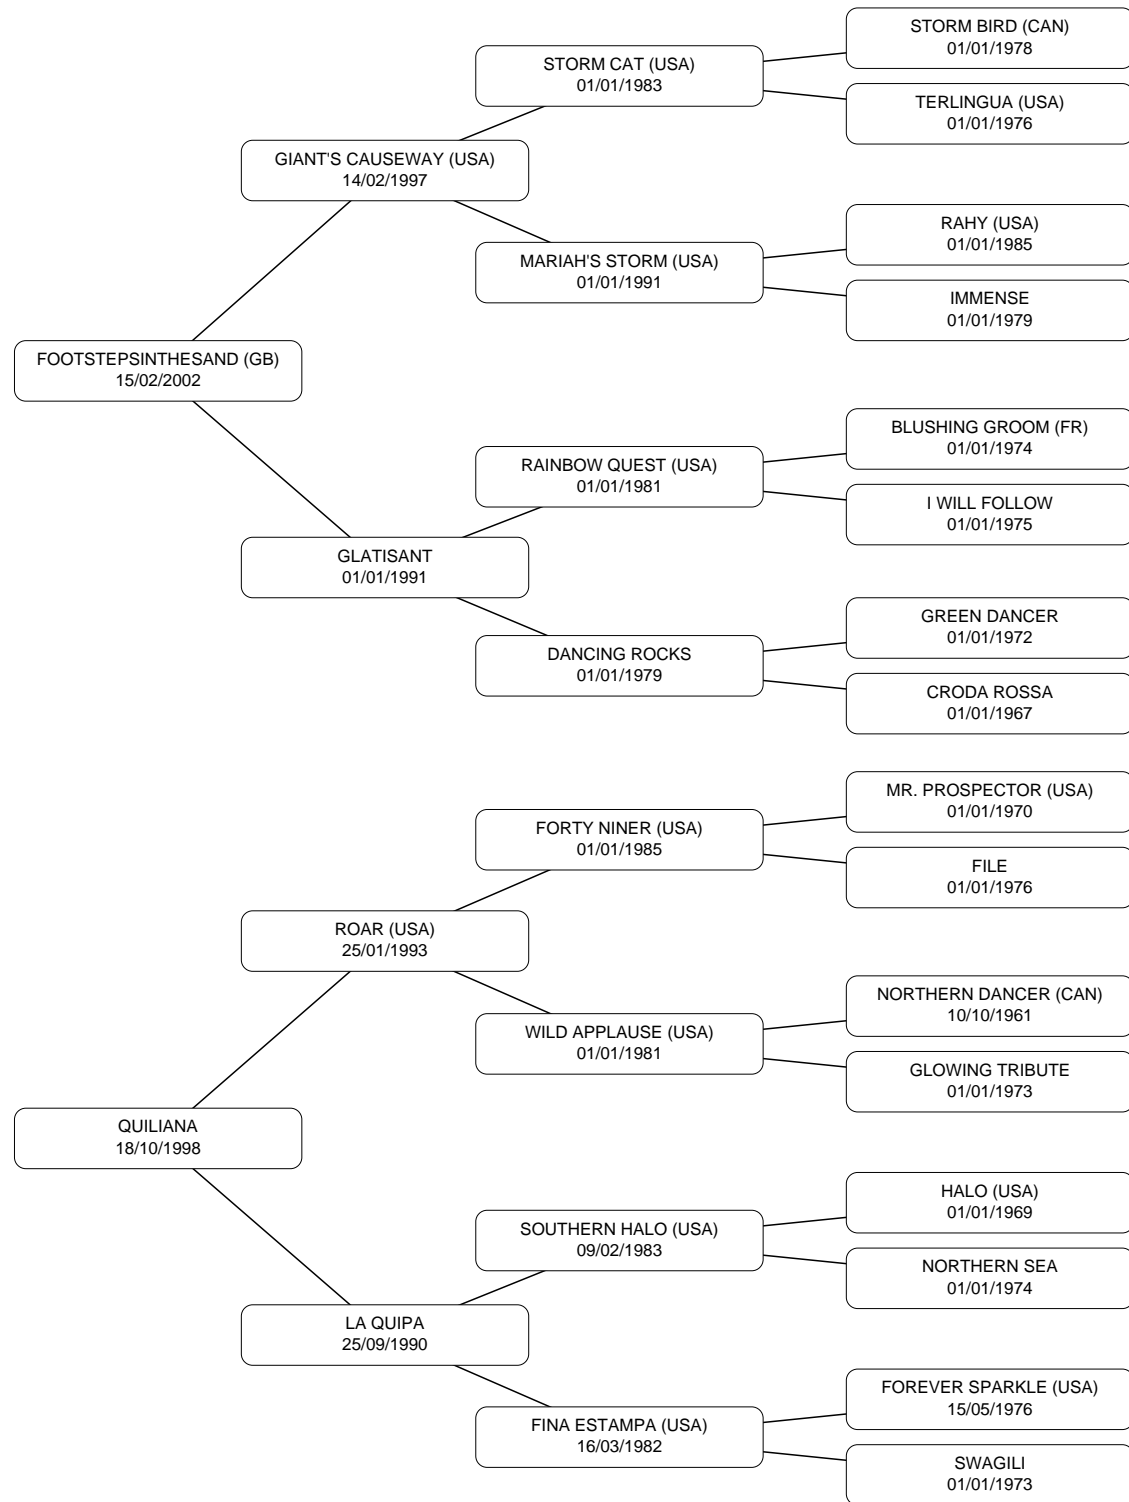 STORM BIRD (CAN)
01/01/1978
STORM CAT (USA)
01/01/1983
TERLINGUA (USA)
01/01/1976
GIANT'S CAUSEWAY (USA)
14/02/1997
RAHY (USA)
01/01/1985
MARIAH'S STORM (USA)
01/01/1991
IMMENSE
01/01/1979
FOOTSTEPSINTHESAND (GB)
15/02/2002
BLUSHING GROOM (FR)
01/01/1974
RAINBOW QUEST (USA)
01/01/1981
I WILL FOLLOW
01/01/1975
GLATISANT
01/01/1991
GREEN DANCER
01/01/1972
DANCING ROCKS
01/01/1979
CRODA ROSSA
01/01/1967
MR. PROSPECTOR (USA)
01/01/1970
FORTY NINER (USA)
01/01/1985
FILE
01/01/1976
ROAR (USA)
25/01/1993
NORTHERN DANCER (CAN)
10/10/1961
WILD APPLAUSE (USA)
01/01/1981
GLOWING TRIBUTE
01/01/1973
QUILIANA
18/10/1998
HALO (USA)
01/01/1969
SOUTHERN HALO (USA)
09/02/1983
NORTHERN SEA
01/01/1974
LA QUIPA
25/09/1990
FOREVER SPARKLE (USA)
15/05/1976
FINA ESTAMPA (USA)
16/03/1982
SWAGILI
01/01/1973